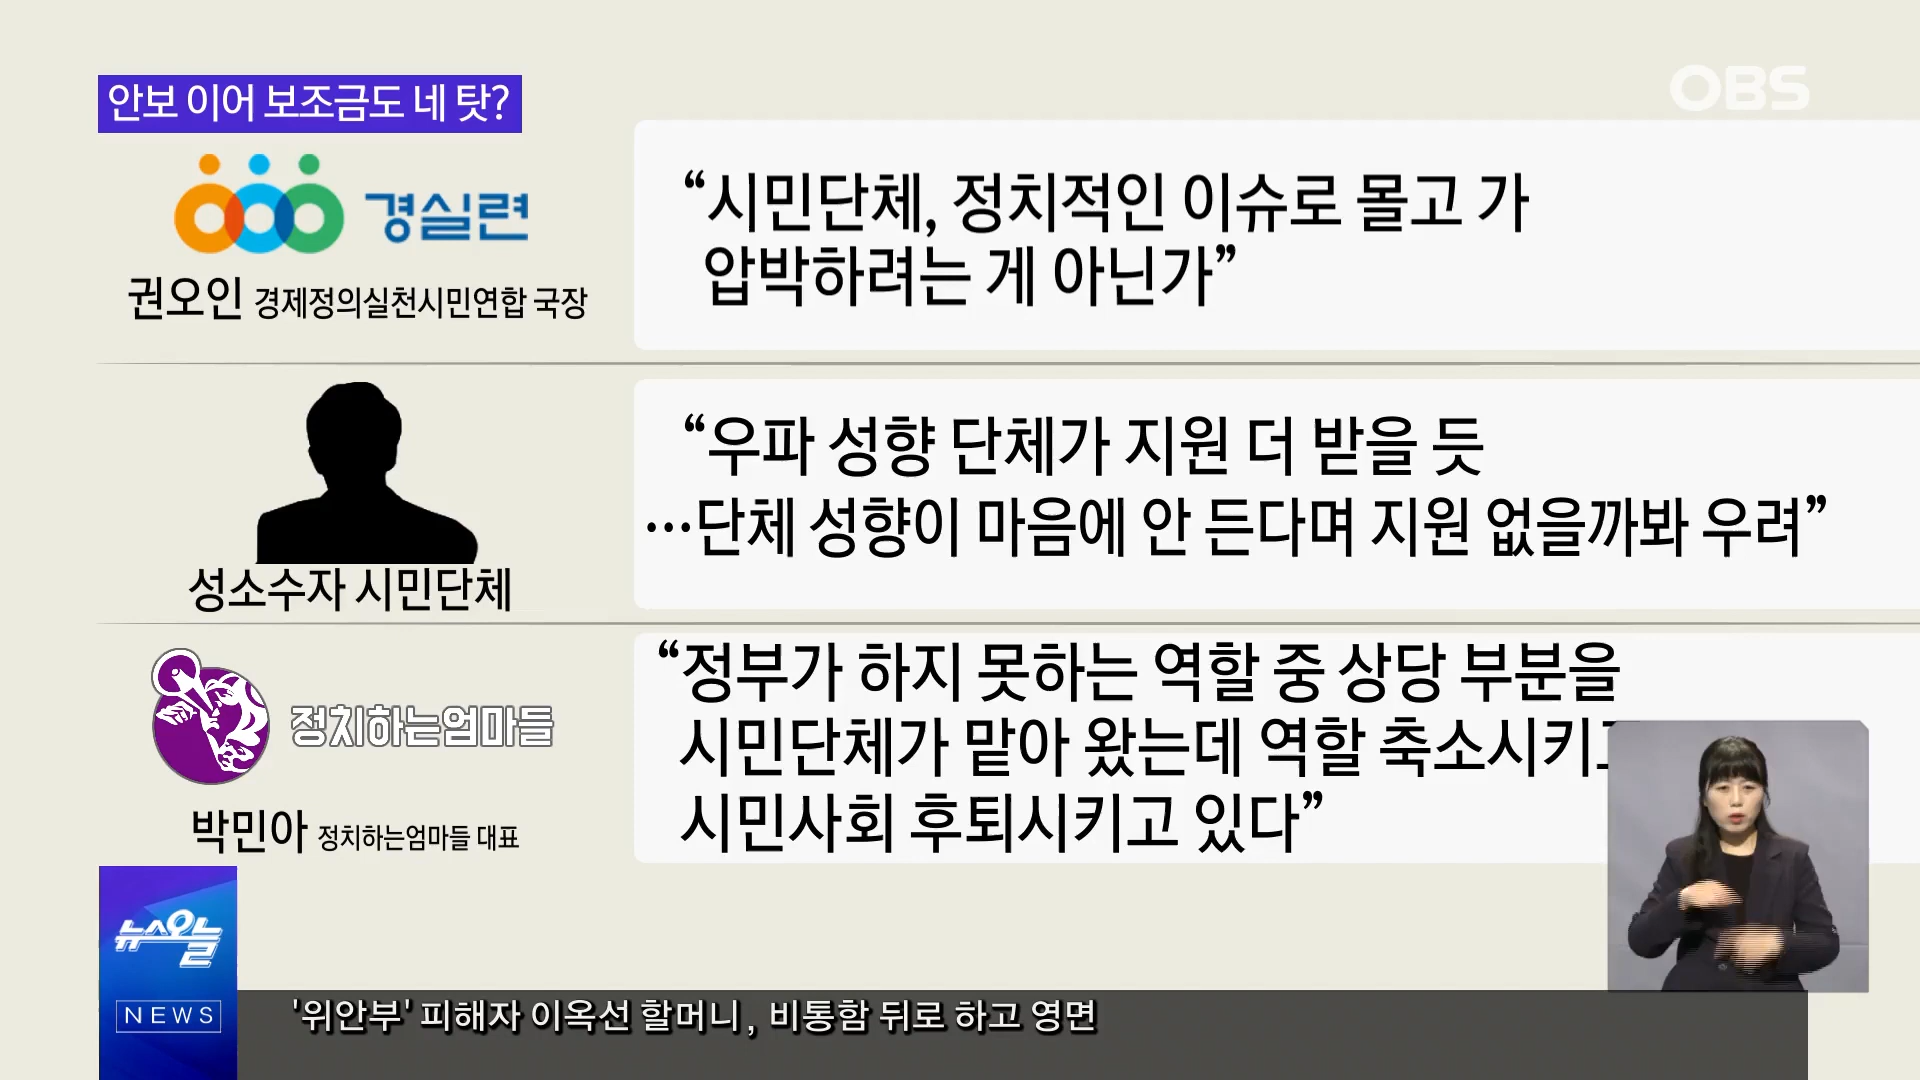 안보 이어 보조금도 네 탓?
OBS
경실련
권오인 경제정의실천시민연합 국장
“시민단체, 정치적인 이슈로 몰고 가
압박하려는 게 아닌가”
성소수자 시민단체
“우파 성향 단체가 지원 더 받을 듯
…단체 성향이 마음에 안 든다며 지원 없을까봐 우려”
정치하는엄마들
박민아 정치하는엄마들 대표
“정부가 하지 못하는 역할 중 상당 부분을
시민단체가 맡아 왔는데 역할 축소시키고
시민사회 후퇴시키고 있다”
뉴스오늘
NEWS
'위안부' 피해자 이옥선 할머니, 비통함 뒤로 하고 영면